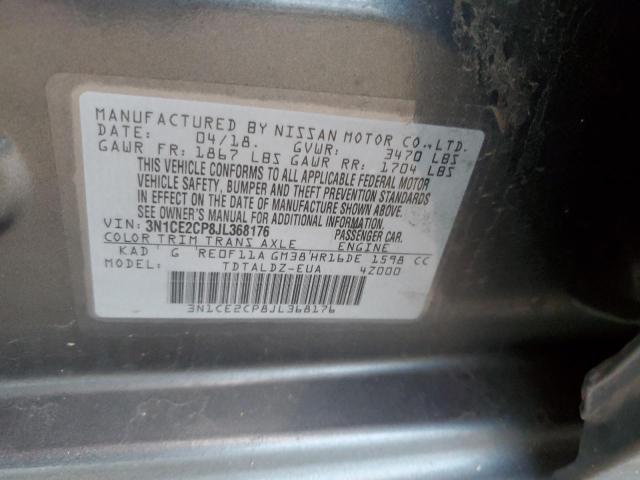 MANUFACTURED BY NISSAN MOTOR CO.,LTD.
DATE: 04/18. GVWR: 3470 LBS
GAWR FR: 1867 LBS GAWR RR: 1704 LBS
THIS VEHICLE CONFORMS TO ALL APPLICABLE FEDERAL MOTOR
VEHICLE SAFETY, BUMPER AND THEFT PREVENTION STANDARDS
IN EFFECT ON THE DATE OF MANUFACTURE SHOWN ABOVE.
SEE OWNER'S MANUAL FOR ADDITIONAL INFORMATION.
VIN: 3N1CE2CP8JL368176 PASSENGER CAR.
COLOR TRIM TRANS AXLE ENGINE
KAD G RE0F11A GM38 HR16DE 1598 CC
MODEL: TDTALDZ-EUA 4Z000
3N1CE2CP8JL368176